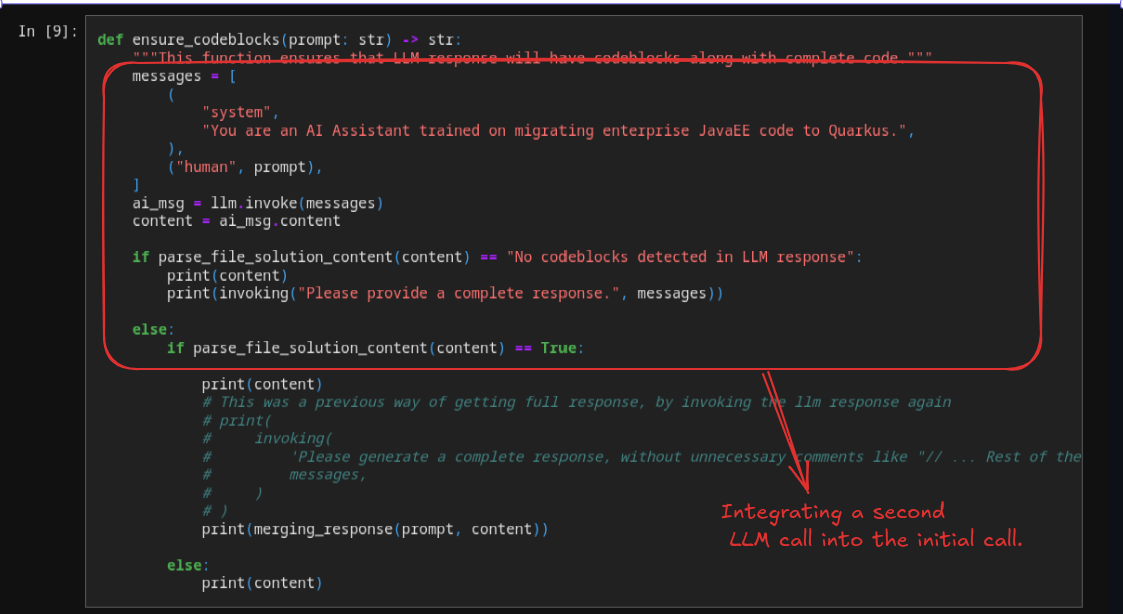 In [9]:
def ensure_codeblocks(prompt: str) -> str:
    """This function ensures that LLM response will have codeblocks along with complete code."""
    messages = [
        (
            "system",
            "You are an AI Assistant trained on migrating enterprise JavaEE code to Quarkus.",
        ),
        ("human", prompt),
    ]
    ai_msg = llm.invoke(messages)
    content = ai_msg.content
    if parse_file_solution_content(content) == "No codeblocks detected in LLM response":
        print(content)
        print(invoking("Please provide a complete response.", messages))
    else:
        if parse_file_solution_content(content) == True:
            print(content)
            # This was a previous way of getting full response, by invoking the llm response again
            # print(
            #     invoking(
            #         'Please generate a complete response, without unnecessary comments like "// ... Rest of the
            #         messages,
            #     )
            # )
            print(merging_response(prompt, content))
        else:
            print(content)
Integrating a second
LLM call into the initial call.